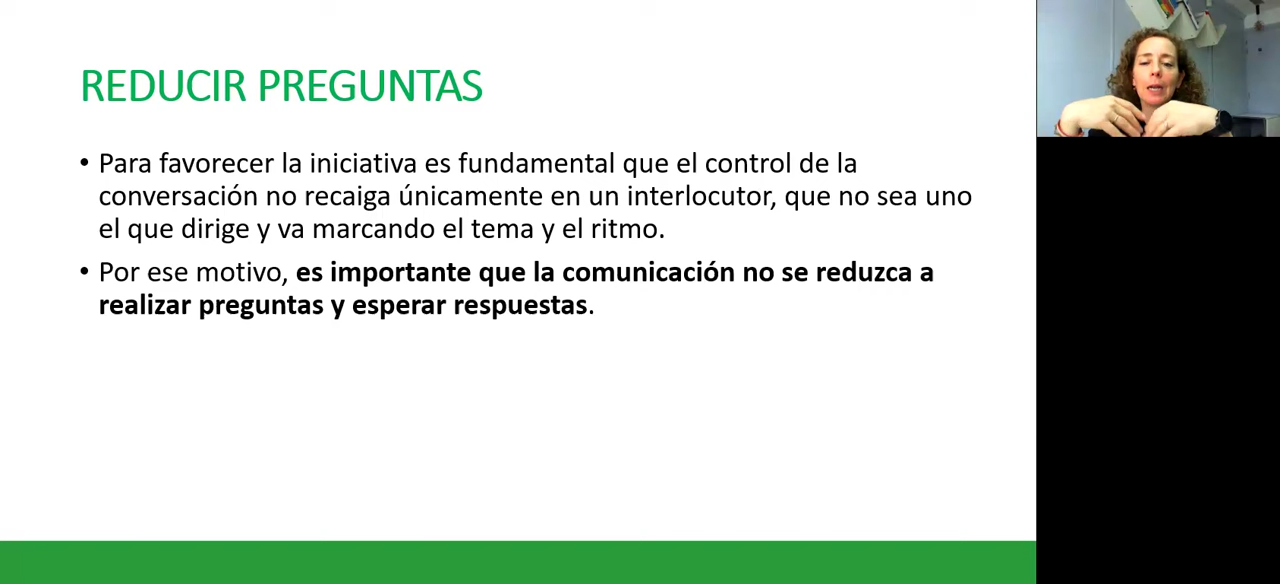 REDUCIR PREGUNTAS
• Para favorecer la iniciativa es fundamental que el control de la
conversación no recaiga únicamente en un interlocutor, que no sea uno
el que dirige y va marcando el tema y el ritmo.
• Por ese motivo, es importante que la comunicación no se reduzca a
realizar preguntas y esperar respuestas.